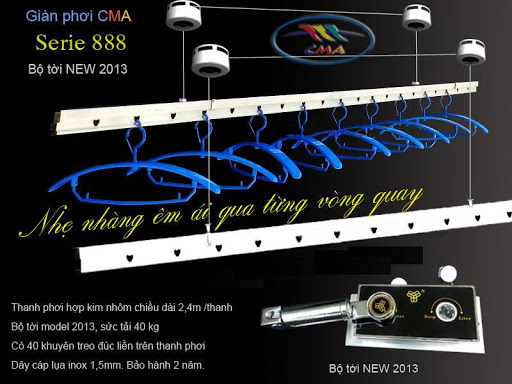 Giàn phơi CMA
Serie 888
Bộ tời NEW 2013
CMA
Nhẹ nhàng êm ái qua từng vòng quay
Thanh phơi hợp kim nhôm chiều dài 2,4m /thanh
Bộ tời model 2013, sức tải 40 kg
Có 40 khuyên treo đúc liền trên thanh phơi
Dây cáp lụa inox 1,5mm. Bảo hành 2 năm.
Bộ tời NEW 2013